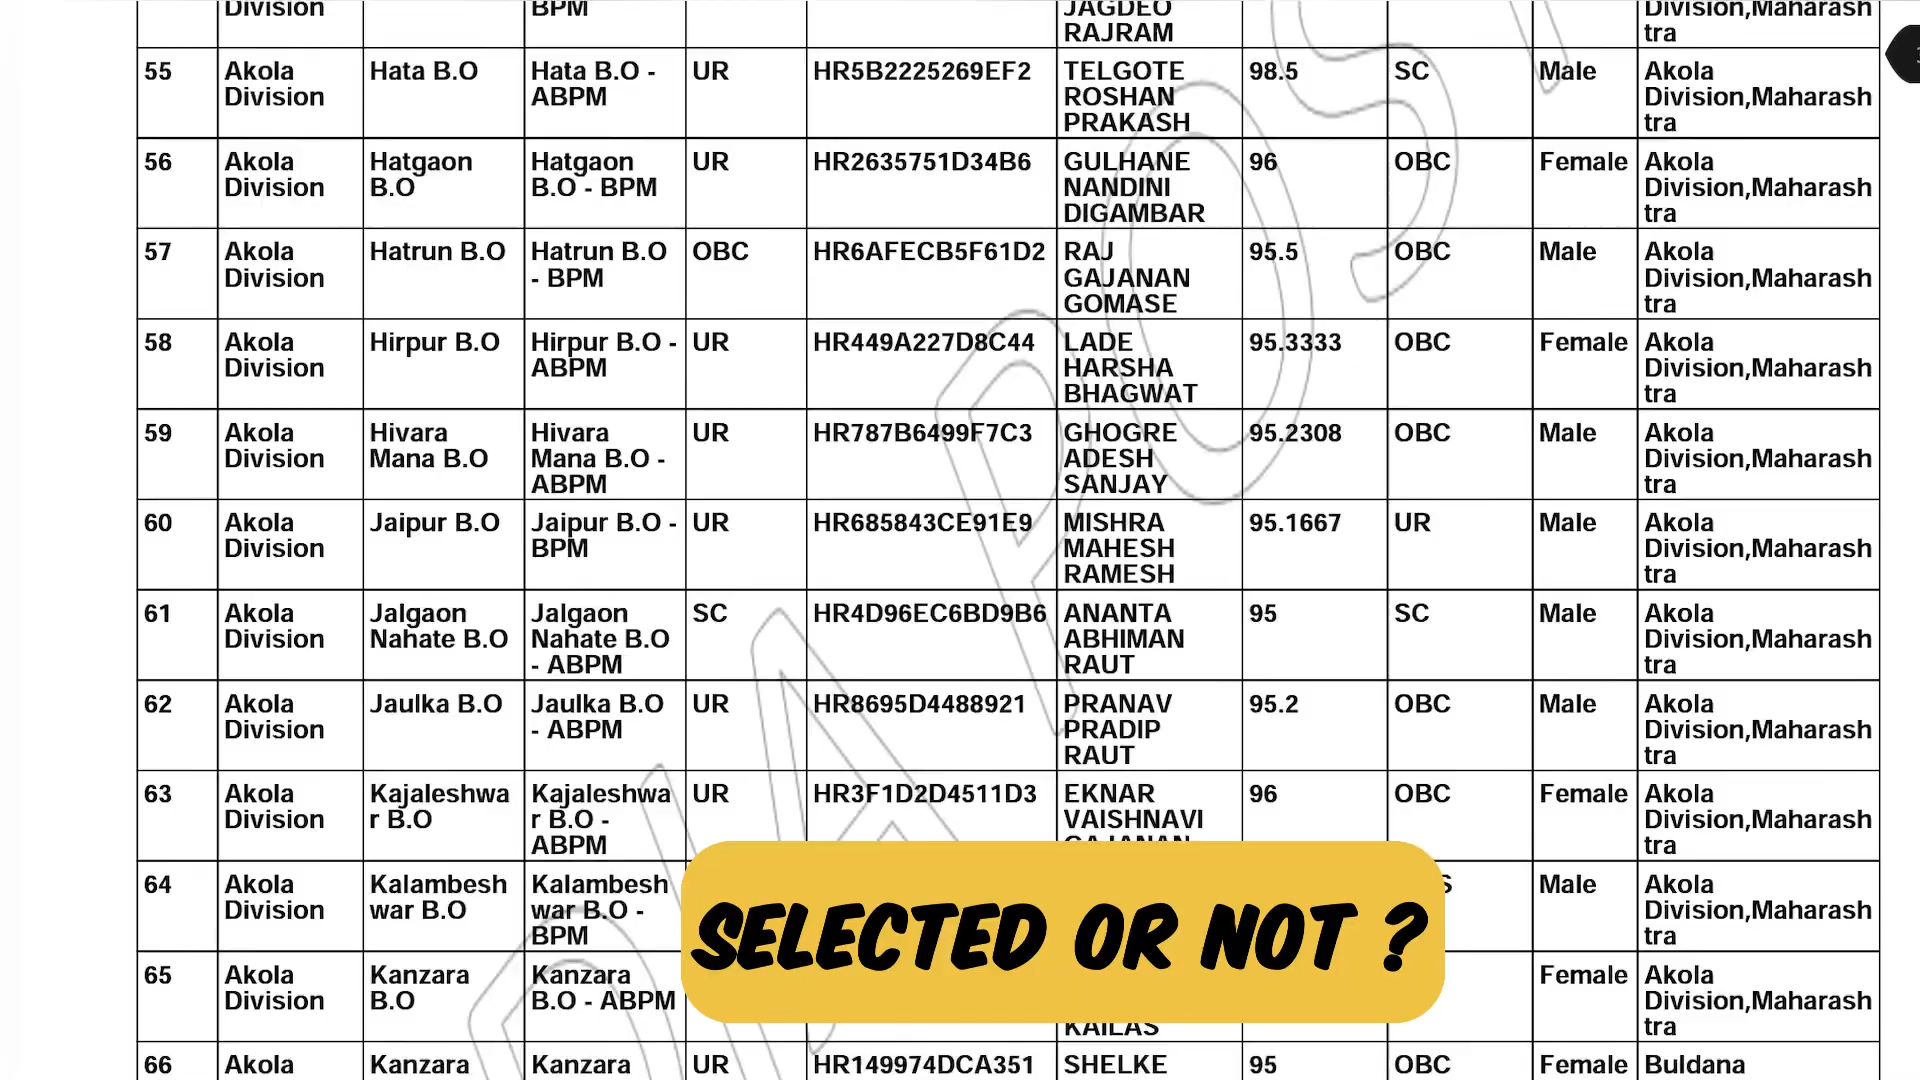 Division BPM JAGDEO Division,Maharash
RAJRAM tra
55 Akola Hata B.O Hata B.O - UR HR5B2225269EF2 TELGOTE 98.5 SC Male Akola
Division ABPM ROSHAN Division,Maharash
PRAKASH tra
56 Akola Hatgaon Hatgaon UR HR2635751D34B6 GULHANE 96 OBC Female Akola
Division B.O B.O - BPM NANDINI Division,Maharash
DIGAMBAR tra
57 Akola Hatrun B.O Hatrun B.O OBC HR6AFECB5F61D2 RAJ 95.5 OBC Male Akola
Division - BPM GAJANAN Division,Maharash
GOMASE tra
58 Akola Hirpur B.O Hirpur B.O - UR HR449A227D8C44 LADE 95.3333 OBC Female Akola
Division ABPM HARSHA Division,Maharash
BHAGWAT tra
59 Akola Hivara Hivara UR HR787B6499F7C3 GHOGRE 95.2308 OBC Male Akola
Division Mana B.O Mana B.O - ADESH Division,Maharash
ABPM SANJAY tra
60 Akola Jaipur B.O Jaipur B.O - UR HR685843CE91E9 MISHRA 95.1667 UR Male Akola
Division BPM MAHESH Division,Maharash
RAMESH tra
61 Akola Jalgaon Jalgaon SC HR4D96EC6BD9B6 ANANTA 95 SC Male Akola
Division Nahate B.O Nahate B.O ABHIMAN Division,Maharash
- ABPM RAUT tra
62 Akola Jaulka B.O Jaulka B.O UR HR8695D4488921 PRANAV 95.2 OBC Male Akola
Division - ABPM PRADIP Division,Maharash
RAUT tra
63 Akola Kajaleshwa Kajaleshwa UR HR3F1D2D4511D3 EKNAR 96 OBC Female Akola
Division r B.O r B.O - VAISHNAVI Division,Maharash
ABPM GAJANAN tra
64 Akola Kalambesh Kalambesh Male Akola
Division war B.O war B.O - Division,Maharash
BPM tra
SELECTED OR NOT ?
65 Akola Kanzara Kanzara Female Akola
Division B.O B.O - ABPM Division,Maharash
KAILAS tra
66 Akola Kanzara Kanzara UR HR149974DCA351 SHELKE 95 OBC Female Buldana